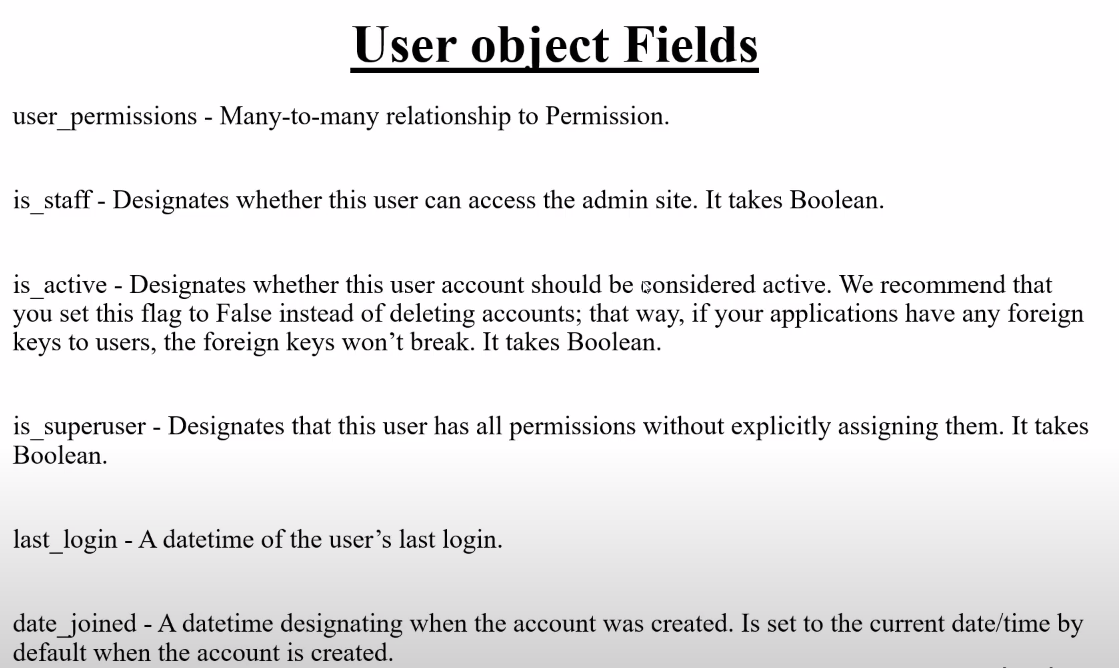 User object Fields
user_permissions - Many-to-many relationship to Permission.
is_staff - Designates whether this user can access the admin site. It takes Boolean.
is_active - Designates whether this user account should be considered active. We recommend that
you set this flag to False instead of deleting accounts; that way, if your applications have any foreign
keys to users, the foreign keys won’t break. It takes Boolean.
is_superuser - Designates that this user has all permissions without explicitly assigning them. It takes
Boolean.
last_login - A datetime of the user’s last login.
date_joined - A datetime designating when the account was created. Is set to the current date/time by
default when the account is created.